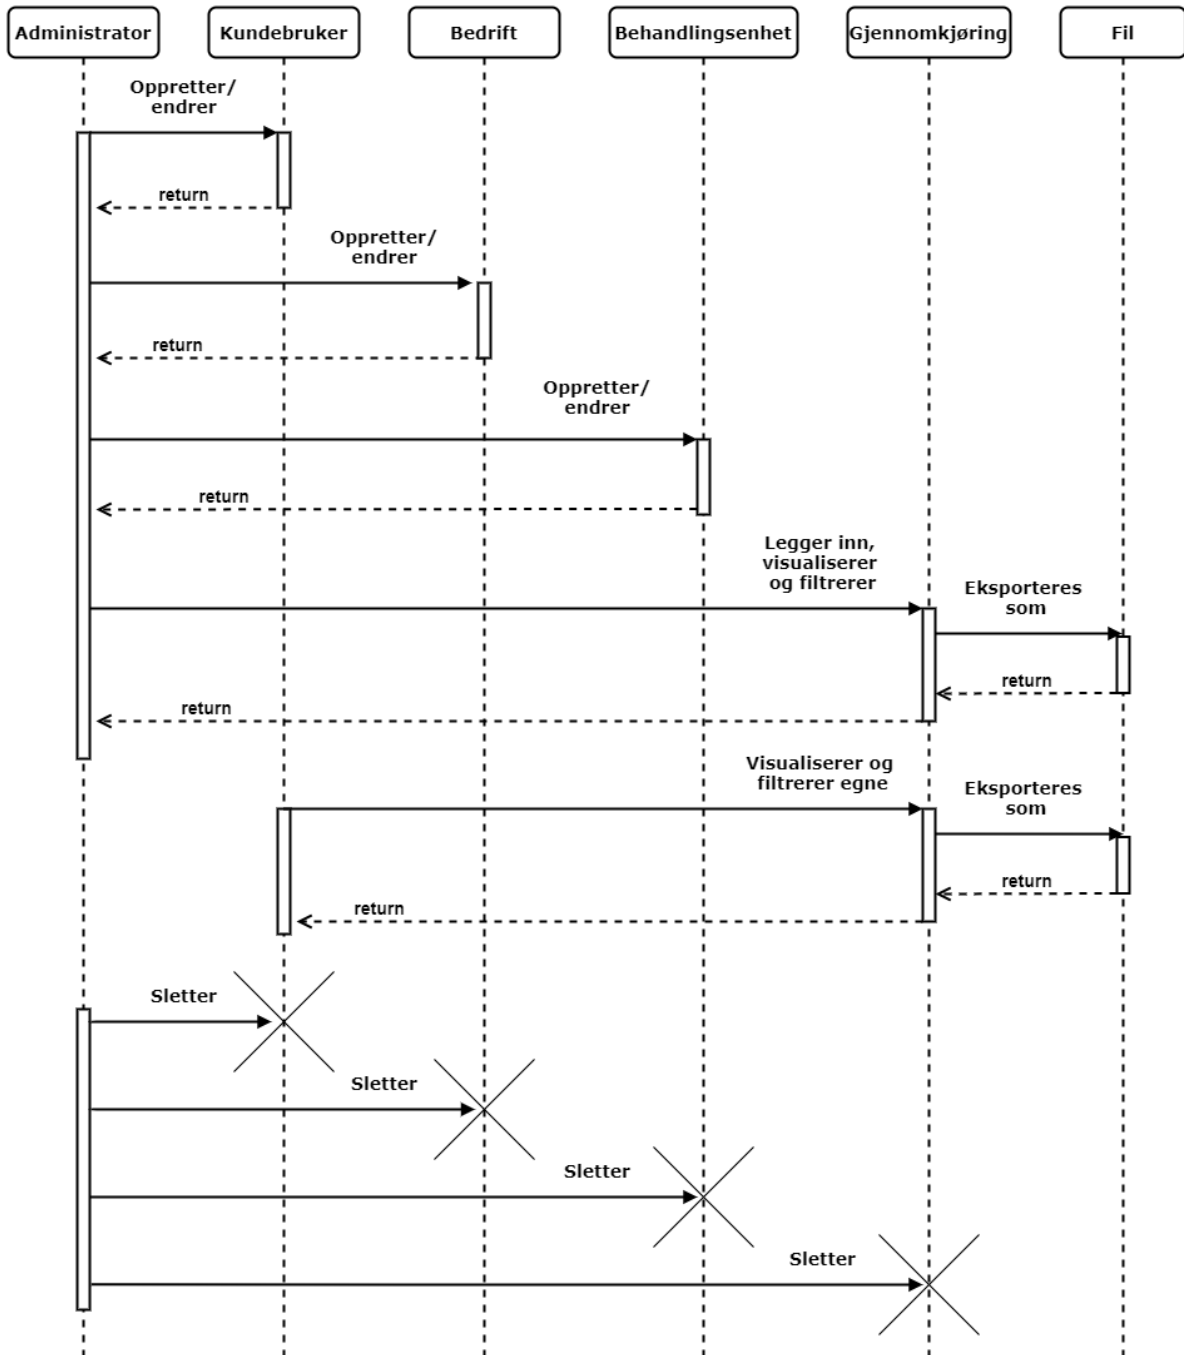 Administrator
Kundebruker
Bedrift
Behandlingsenhet
Gjennomkjøring
Fil
Oppretter/
endrer
return
Oppretter/
endrer
return
Oppretter/
endrer
return
Legger inn,
visualiserer
og filtrerer
Eksporteres
som
return
return
Visualiserer og
filtrerer egne
Eksporteres
som
return
return
Sletter
Sletter
Sletter
Sletter